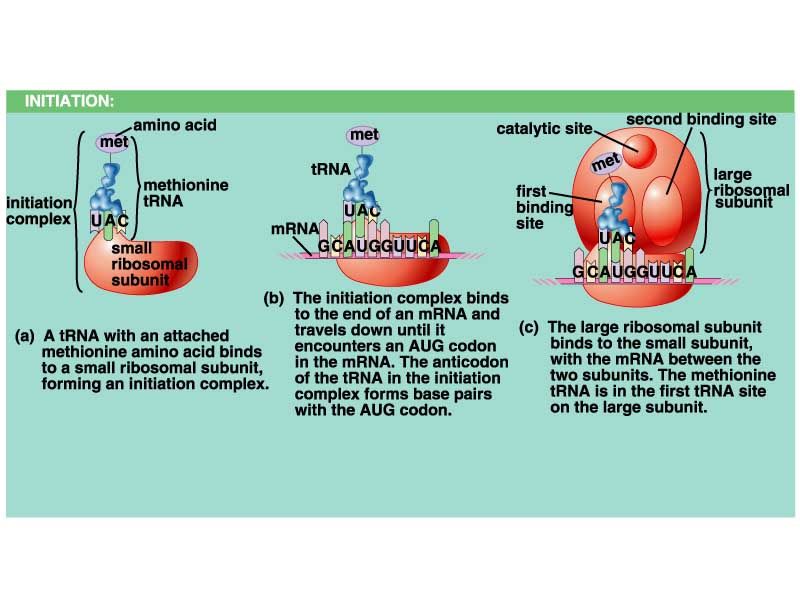 INITIATION:
amino acid
met
initiation
complex
methionine
tRNA
UAC
small
ribosomal
subunit
(a) A tRNA with an attached
methionine amino acid binds
to a small ribosomal subunit,
forming an initiation complex.
met
tRNA
UAC
mRNA
GCAUGGUUCA
(b) The initiation complex binds
to the end of an mRNA and
travels down until it
encounters an AUG codon
in the mRNA. The anticodon
of the tRNA in the initiation
complex forms base pairs
with the AUG codon.
second binding site
catalytic site
met
large
ribosomal
subunit
first
binding
site
UAC
GCAUGGUUCA
(c) The large ribosomal subunit
binds to the small subunit,
with the mRNA between the
two subunits. The methionine
tRNA is in the first tRNA site
on the large subunit.